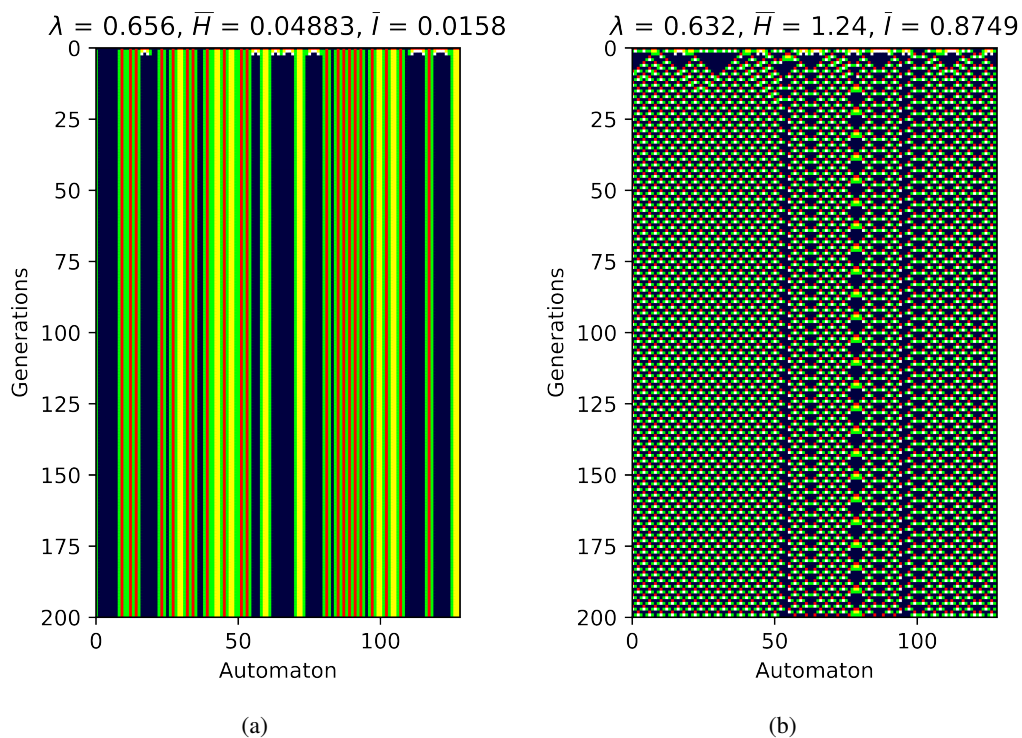 λ = 0.656, H̅ = 0.04883, Ī = 0.0158
0
25
50
75
100
125
150
175
200
Generations
0 50 100
Automaton
(a)
λ = 0.632, H̅ = 1.24, Ī = 0.8749
0
25
50
75
100
125
150
175
200
Generations
0 50 100
Automaton
(b)